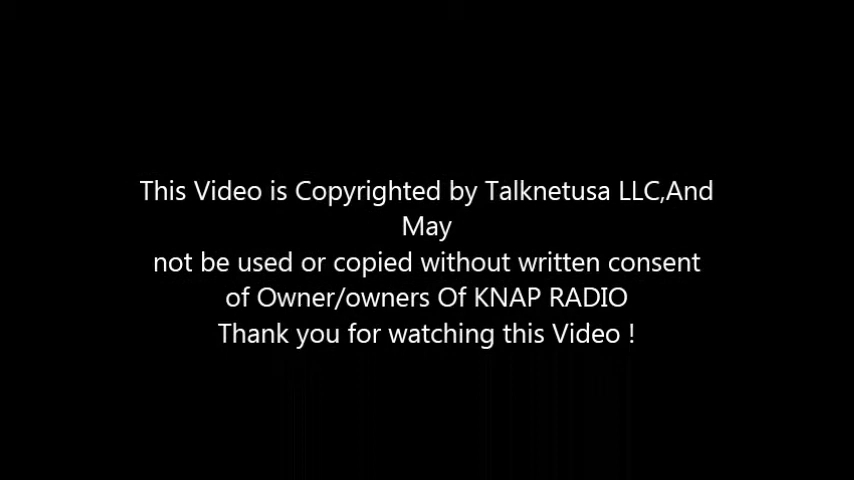 This Video is Copyrighted by Talknetusa LLC,And
May
not be used or copied without written consent
of Owner/owners Of KNAP RADIO
Thank you for watching this Video !